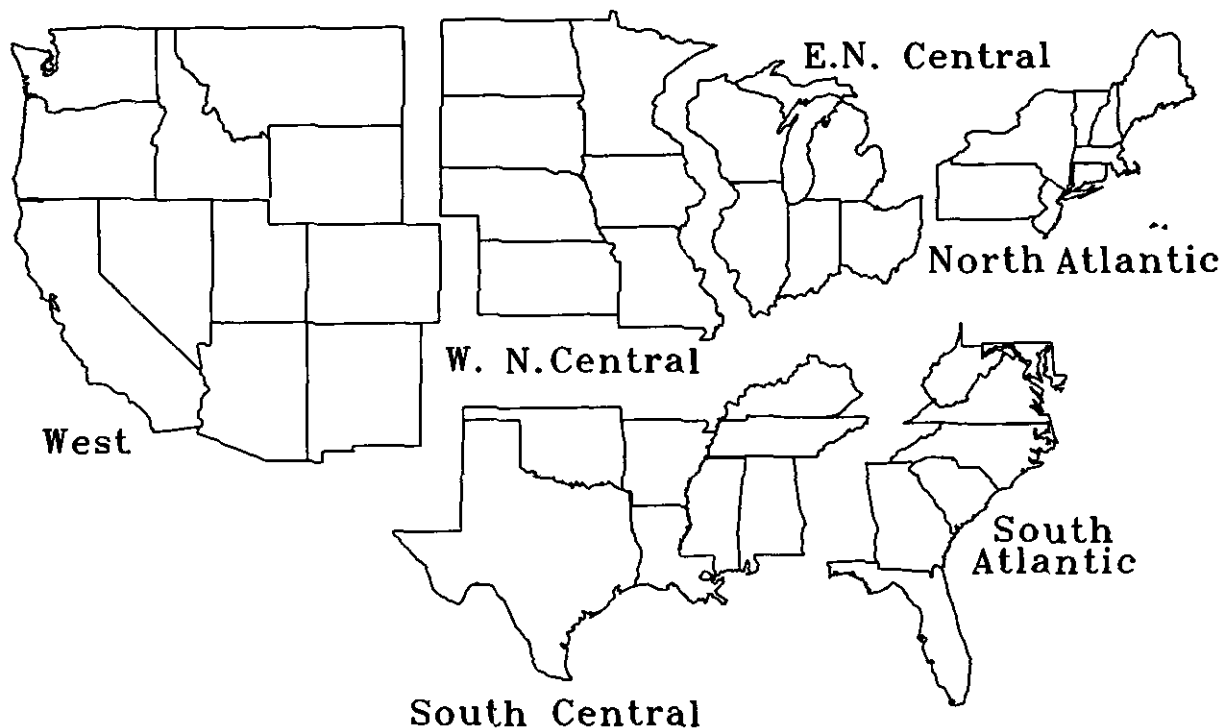 E.N. Central
North Atlantic
W. N. Central
West
South
Atlantic
South Central